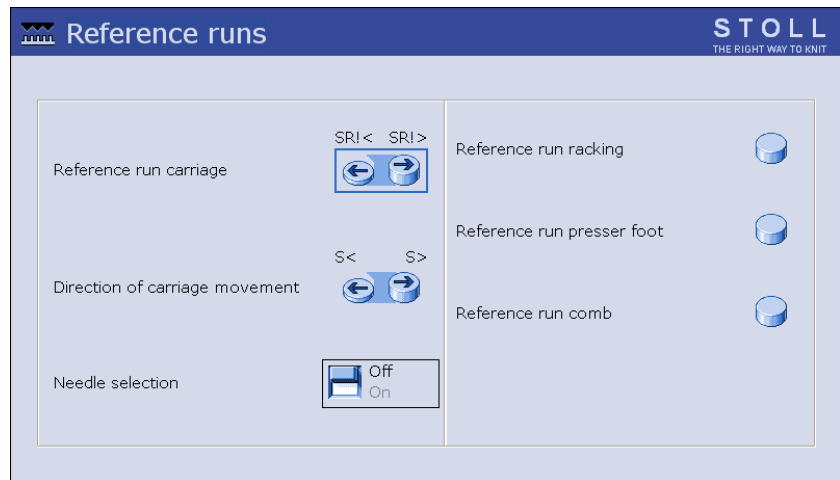 Reference runs
STOLL
THE RIGHT WAY TO KNIT
SR!< SR!>
Reference run carriage
S< S>
Direction of carriage movement
Needle selection
Off
On
Reference run racking
Reference run presser foot
Reference run comb